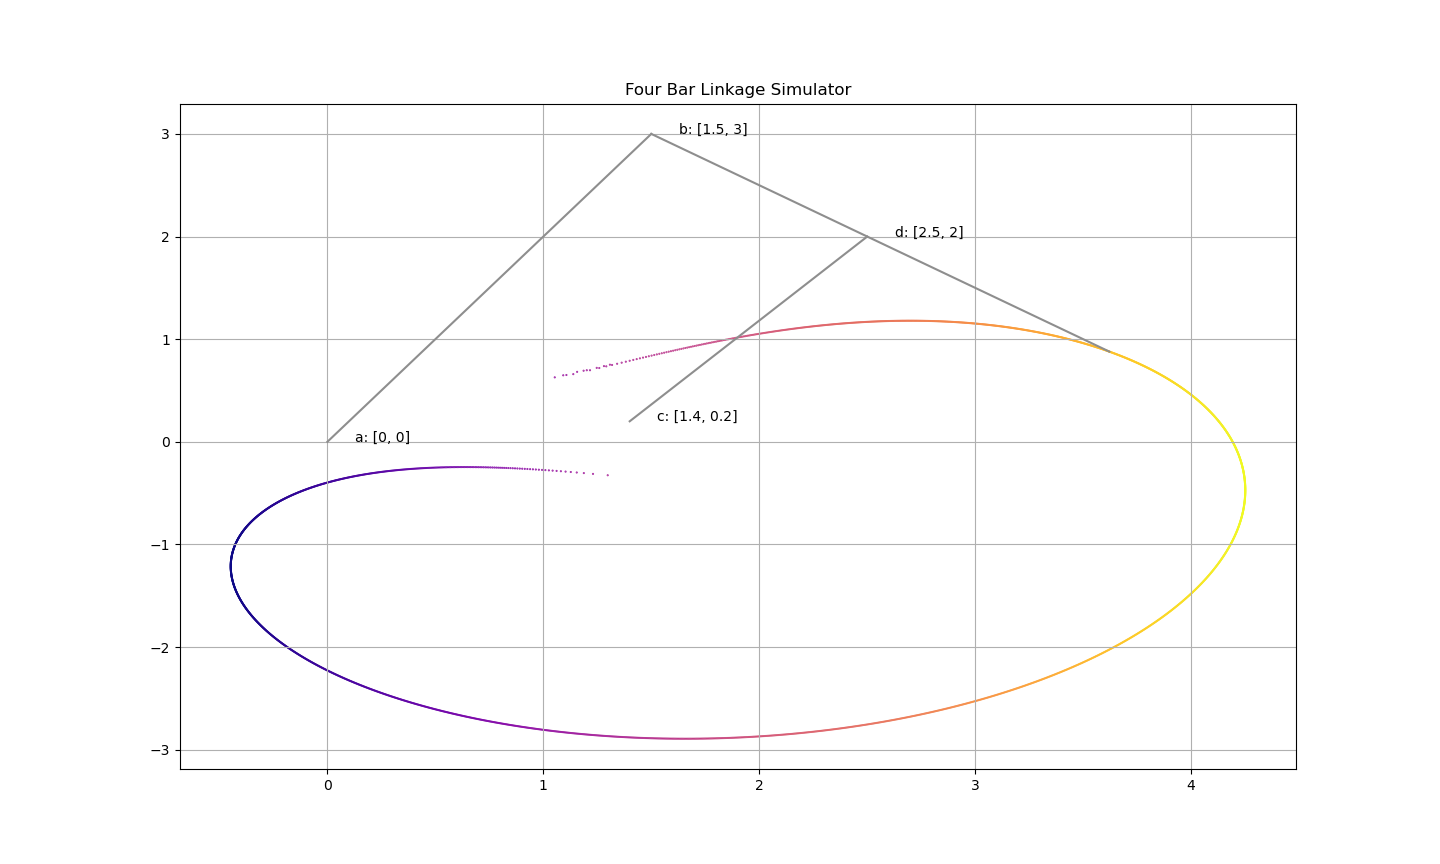 Four Bar Linkage Simulator
b: [1.5, 3]
d: [2.5, 2]
c: [1.4, 0.2]
a: [0, 0]
3
2
1
0
−1
−2
−3
0 1 2 3 4